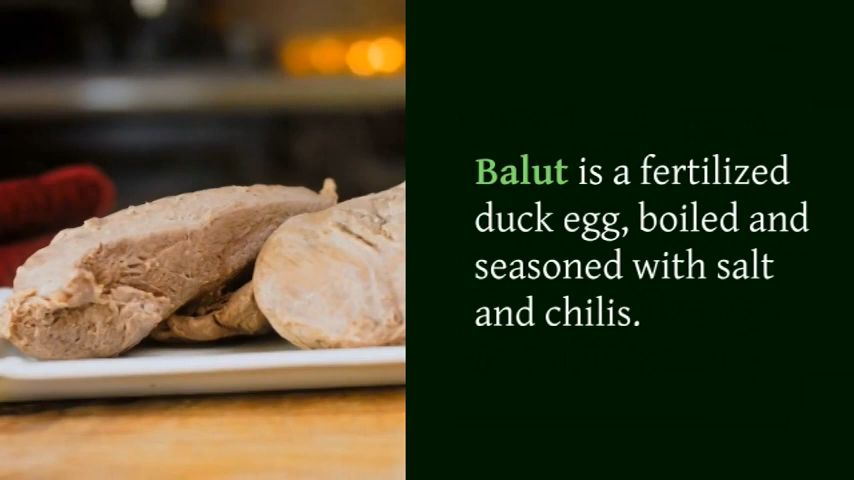 Balut is a fertilized
duck egg, boiled and
seasoned with salt
and chilis.